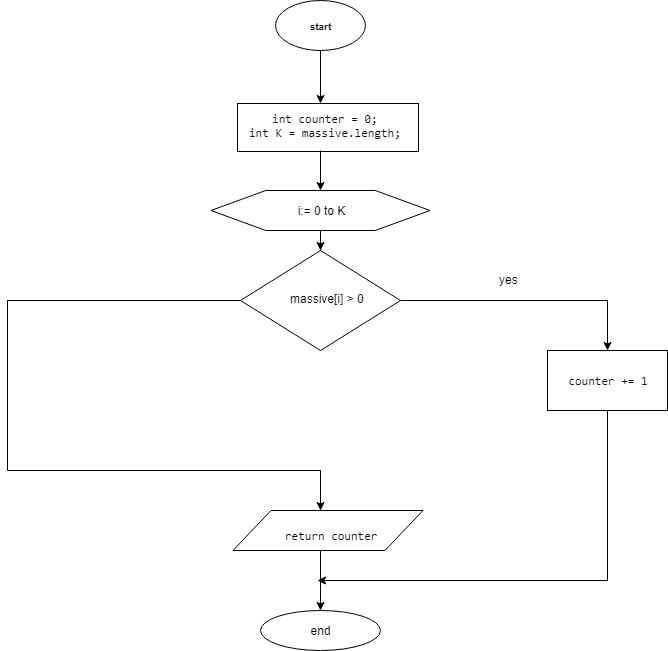 start
int counter = 0;
int K = massive.length;
i:= 0 to K
massive[i] > 0
yes
counter += 1
return counter
end